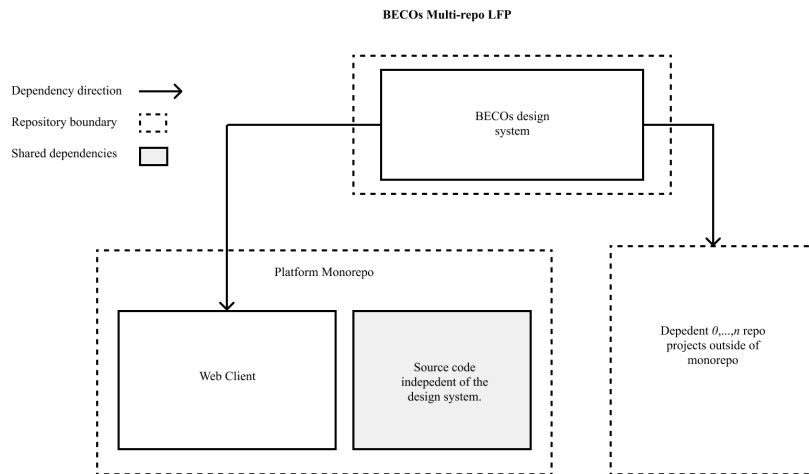 BECOs Multi-repo LFP
Dependency direction
Repository boundary
Shared dependencies
BECOs design
system
Platform Monorepo
Web Client
Source code
indepedent of the
design system.
Depedent 0,...,n repo
projects outside of
monorepo